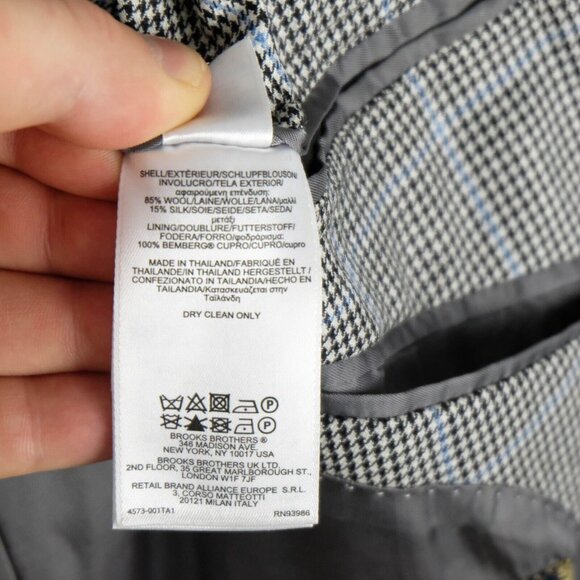 SHELL/EXTÉRIEUR/SCHLUPFBLOUSON/
INVOLUCRO/TELA EXTERIOR/
αφαιρούμενη επένδυση:
85% WOOL/LAINE/WOLLE/LANA/μαλλί
15% SILK/SOIE/SEIDE/SETA/SEDA/
μετάξι
LINING/DOUBLURE/FUTTERSTOFF/
FODERA/FORRO/φοδράρισμα:
100% BEMBERG® CUPRO/CUPRO/cupro
MADE IN THAILAND/FABRIQUÉ EN
THAILANDE/IN THAILAND HERGESTELLT /
CONFEZIONATO IN THAILANDIA/HECHO EN
TAILANDIA/Κατασκευάζεται στην
Ταϊλάνδη
DRY CLEAN ONLY
BROOKS BROTHERS ®
346 MADISON AVE.
NEW YORK, NY 10017 USA
BROOKS BROTHERS UK LTD.
2ND FLOOR, 35 GREAT MARLBOROUGH ST.,
LONDON W1F 7JF
RETAIL BRAND ALLIANCE EUROPE S.R.L.
3, CORSO MATTEOTTI
20121 MILAN ITALY
4573-001TA1 RN93986